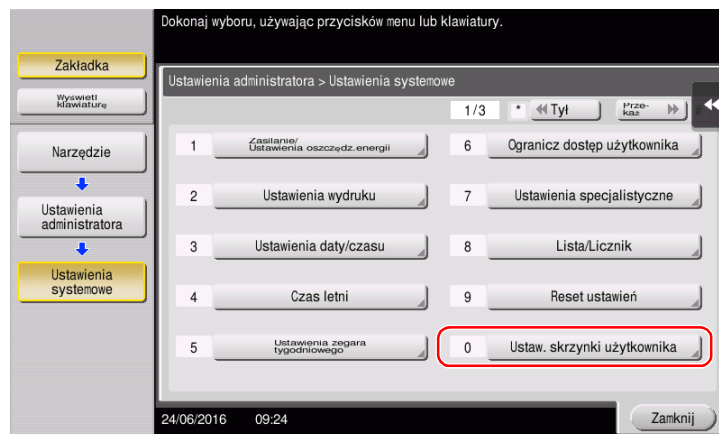 Dokonaj wyboru, używając przycisków menu lub klawiatury.
Zakładka
Wyświetl
klawiaturę
Narzędzie
Ustawienia
administratora
Ustawienia
systemowe
Ustawienia administratora > Ustawienia systemowe
1/3 * Tył Prze-
każ #
1 Zasilanie/
Ustawienia oszczędz.energii
6 Ogranicz dostęp użytkownika
2 Ustawienia wydruku
7 Ustawienia specjalistyczne
3 Ustawienia daty/czasu
8 Lista/Licznik
4 Czas letni
9 Reset ustawień
5 Ustawienia zegara
tygodniowego
0 Ustaw. skrzynki użytkownika
24/06/2016 09:24
Zamknij